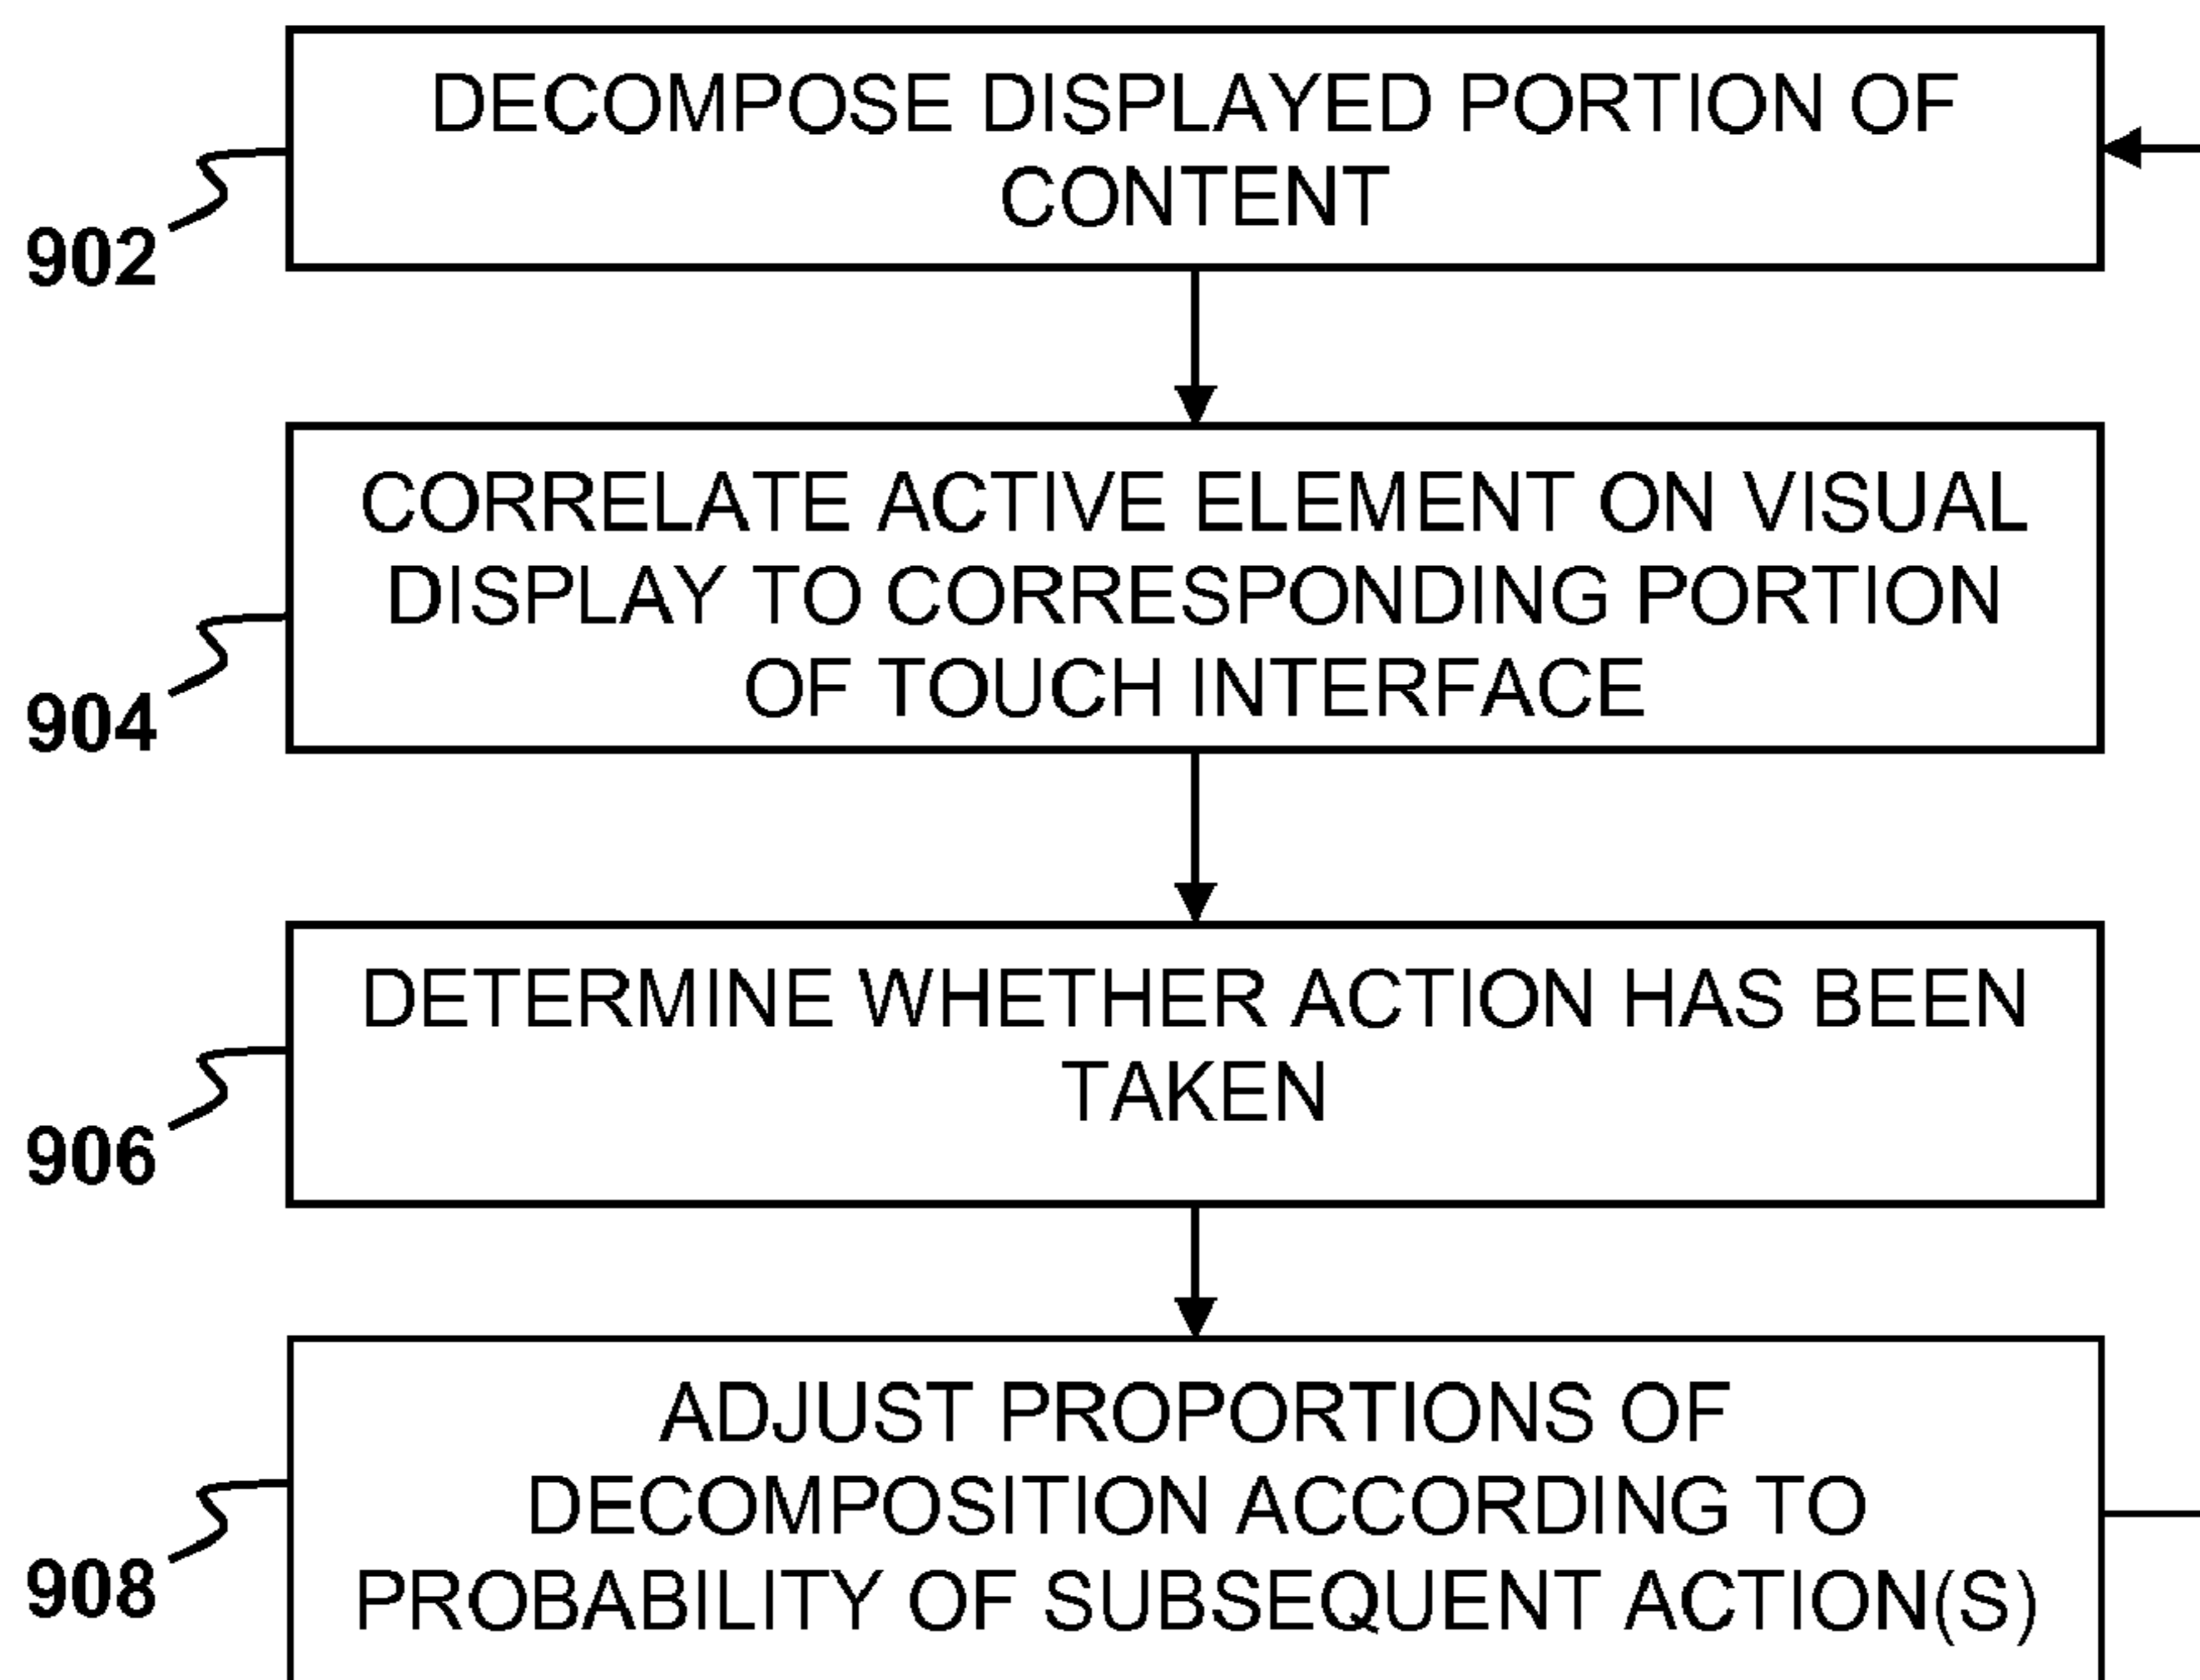 DECOMPOSE DISPLAYED PORTION OF
CONTENT
902
CORRELATE ACTIVE ELEMENT ON VISUAL
DISPLAY TO CORRESPONDING PORTION
OF TOUCH INTERFACE
904
DETERMINE WHETHER ACTION HAS BEEN
TAKEN
906
ADJUST PROPORTIONS OF
DECOMPOSITION ACCORDING TO
PROBABILITY OF SUBSEQUENT ACTION(S)
908